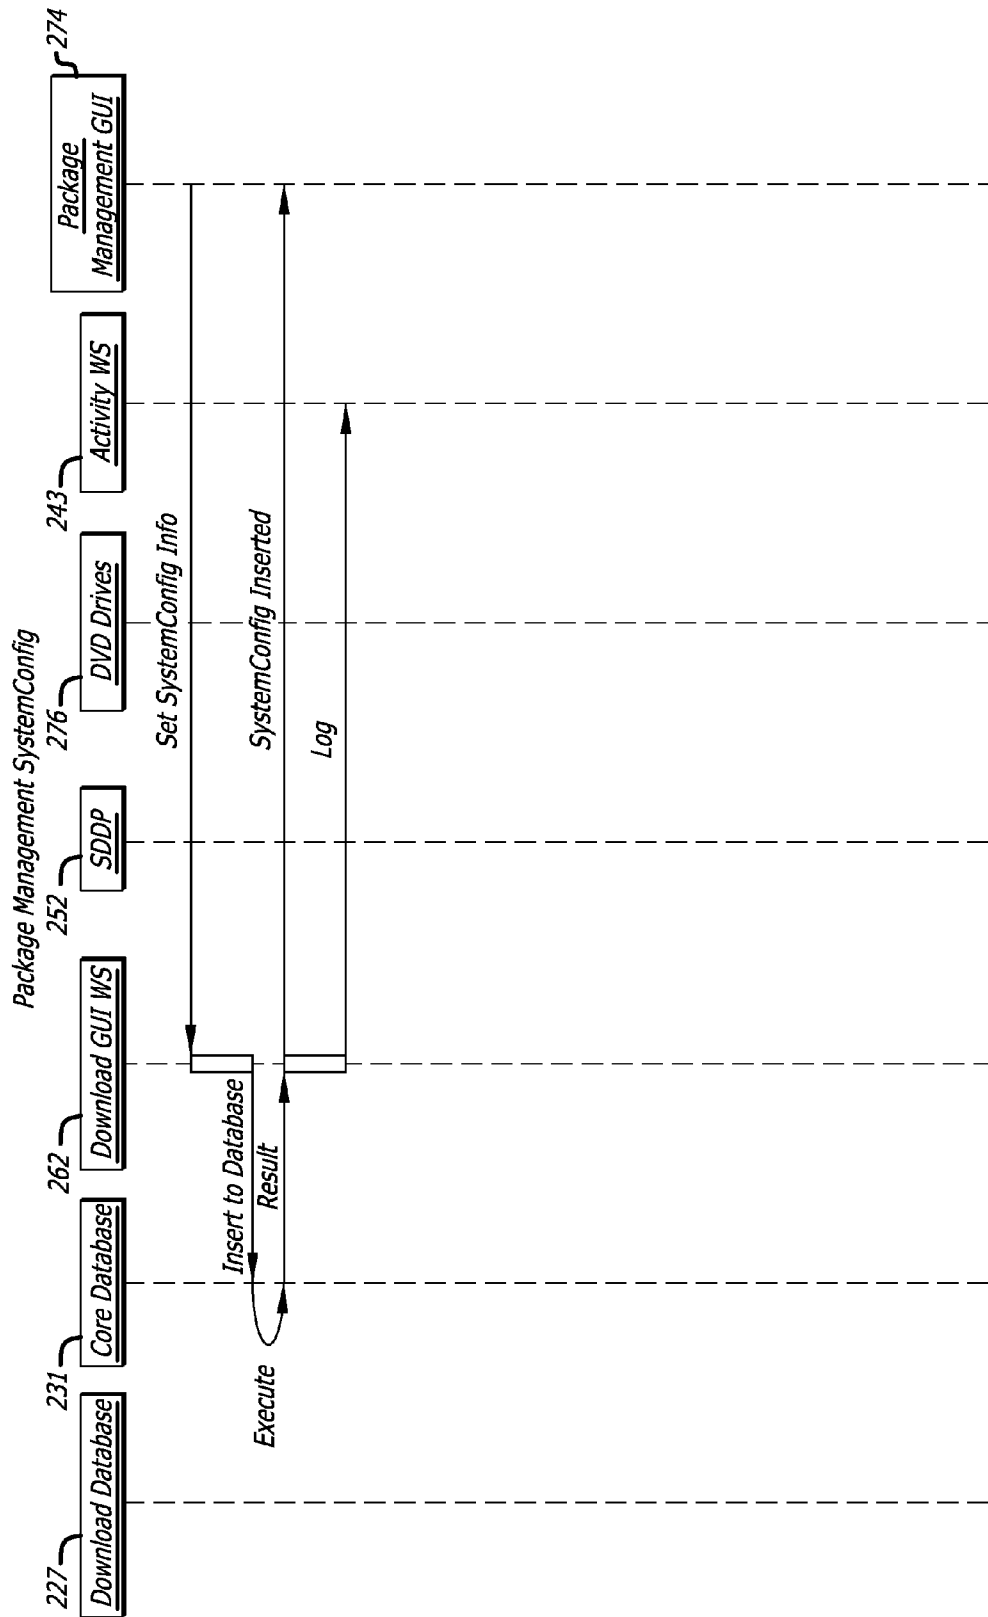 Package Management SystemConfig
227
231
262
252
276
243
274
Download Database
Core Database
Download GUI WS
SDDP
DVD Drives
Activity WS
Package
Management GUI
Set SystemConfig Info
Insert to Database
Execute
Result
SystemConfig Inserted
Log